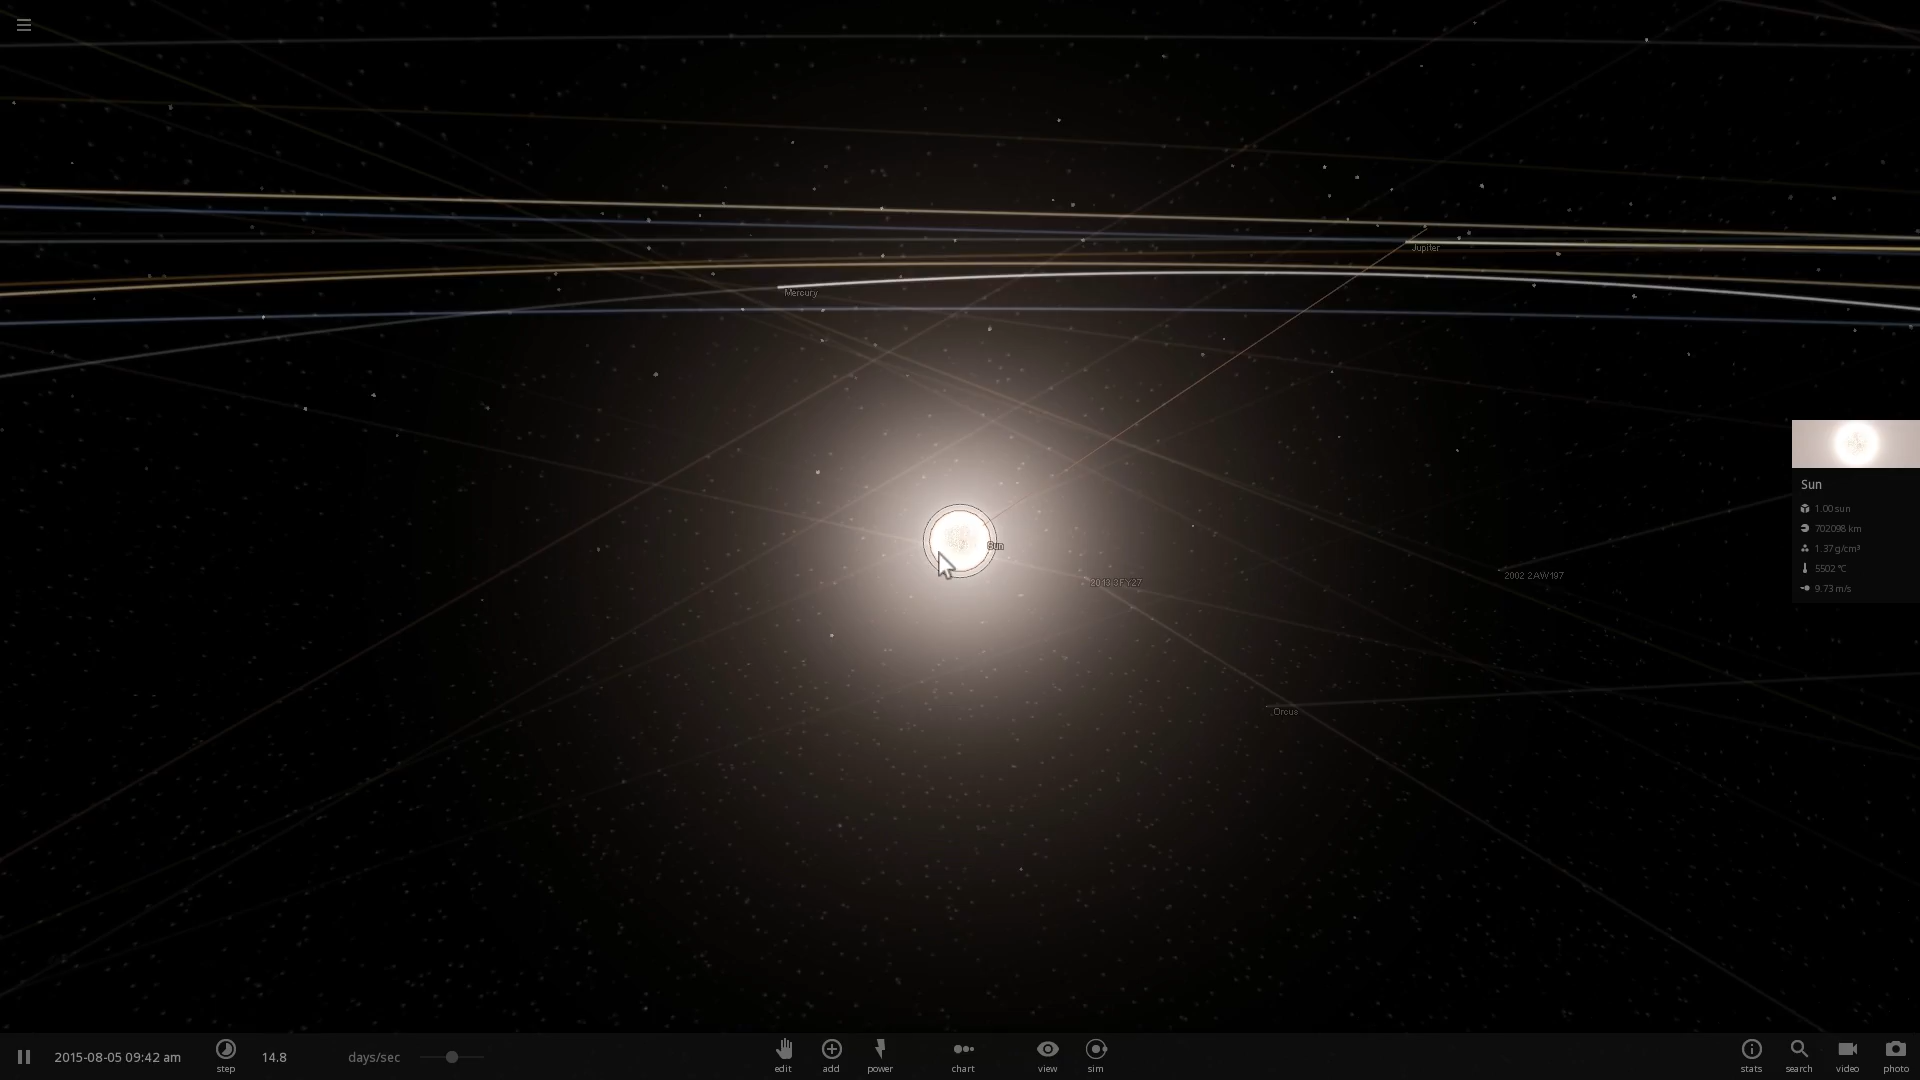 Jupiter
Mercury
Sun
1.00 sun
702098 km
1.37 g/cm³
5502 °C
9.73 m/s
Sun
2013 3FY27
2002 2AW197
Orcus
2015-08-05 09:42 am
step
14.8
days/sec
edit
add
power
chart
view
sim
stats
search
video
photo